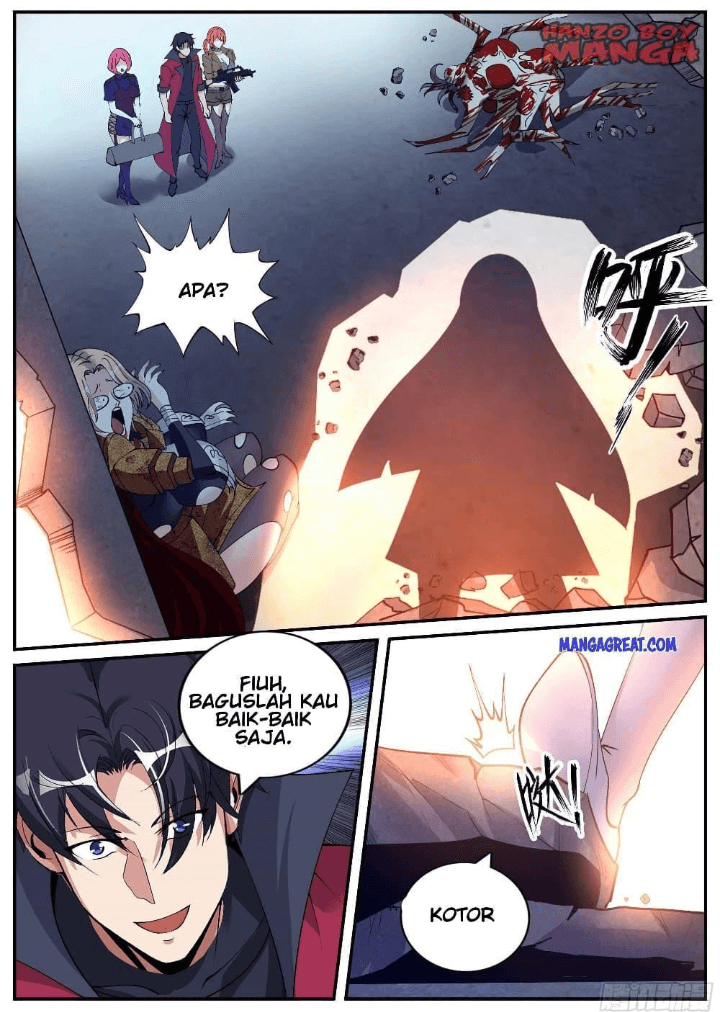 HANZO BOY
MANGA
APA?
呼
MANGAGREAT.COM
FIUH,
BAGUSLAH KAU
BAIK-BAIK
SAJA.
KOTOR